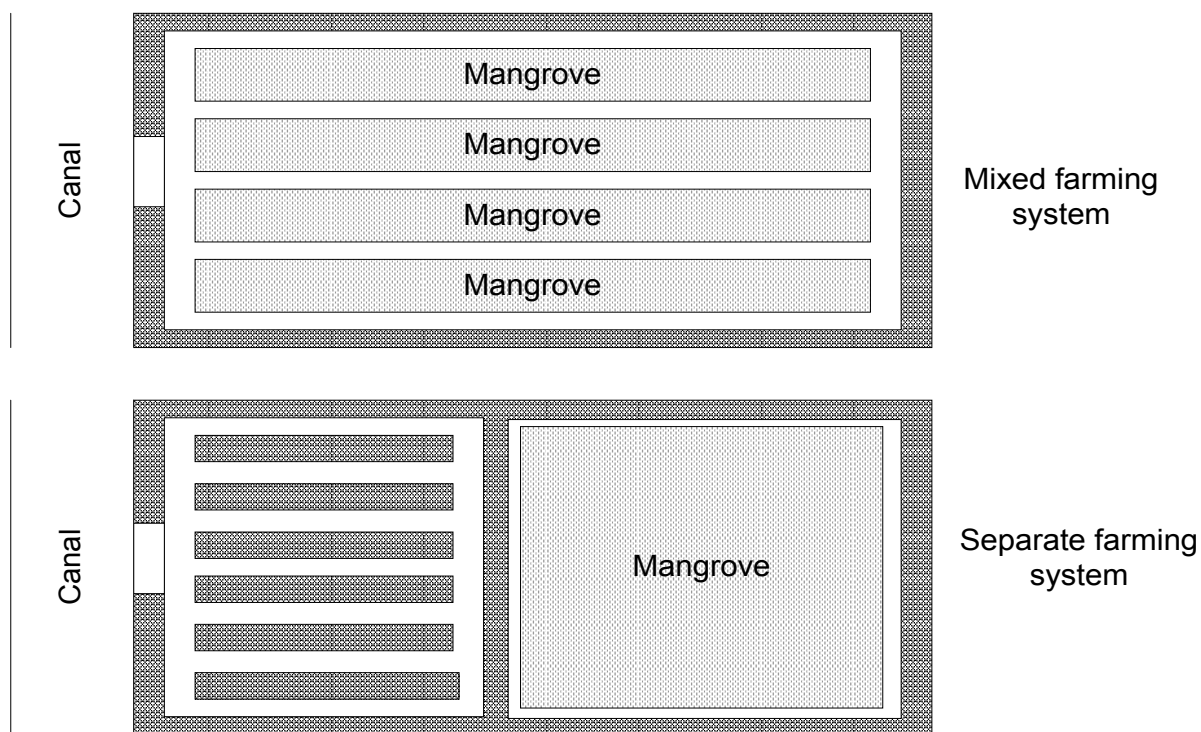 Canal
Mangrove
Mangrove
Mangrove
Mangrove
Mixed farming
system
Canal
Mangrove
Separate farming
system